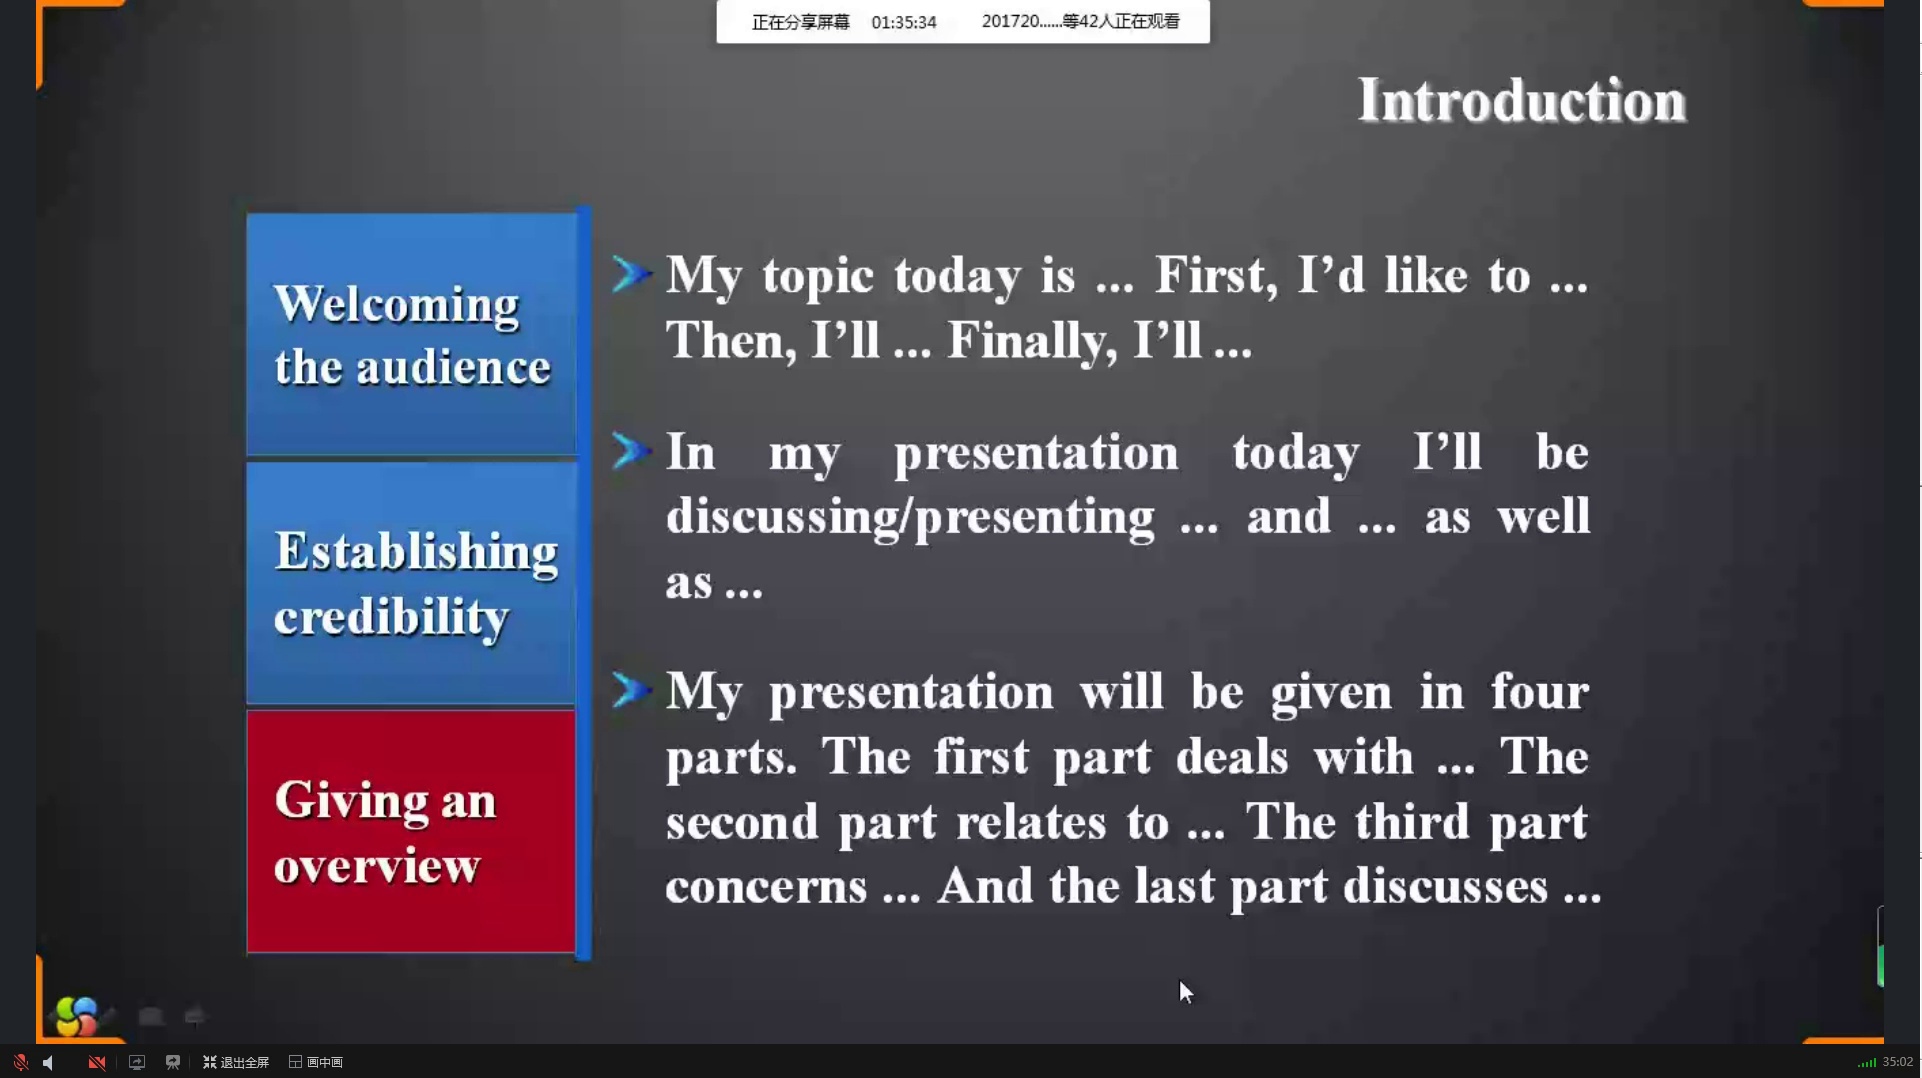 正在分享屏幕 01:35:34 201720......等42人正在观看
Introduction
Welcoming
the audience
Establishing
credibility
Giving an
overview
My topic today is ... First, I’d like to ...
Then, I’ll ... Finally, I’ll ...
In my presentation today I’ll be
discussing/presenting ... and ... as well
as ...
My presentation will be given in four
parts. The first part deals with ... The
second part relates to ... The third part
concerns ... And the last part discusses ...
退出全屏 画中画 35:02